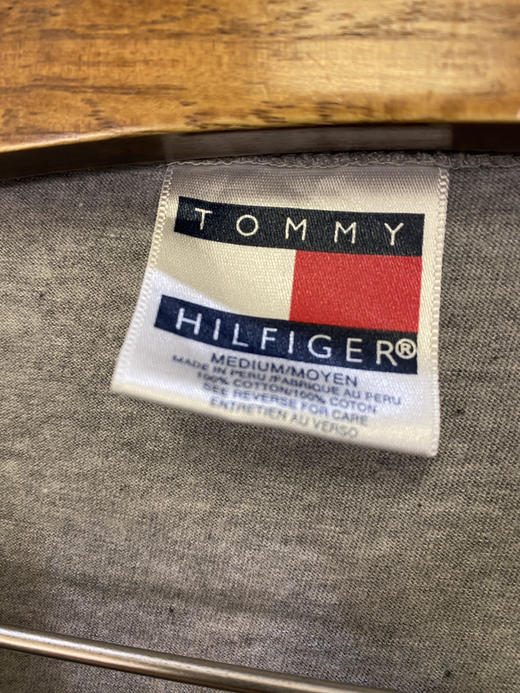 TOMMY
HILFIGER®
MEDIUM/MOYEN
MADE IN PERU/FABRIQUE AU PERU
100% COTTON/100% COTON
SEE REVERSE FOR CARE
ENTRETIEN AU VERSO